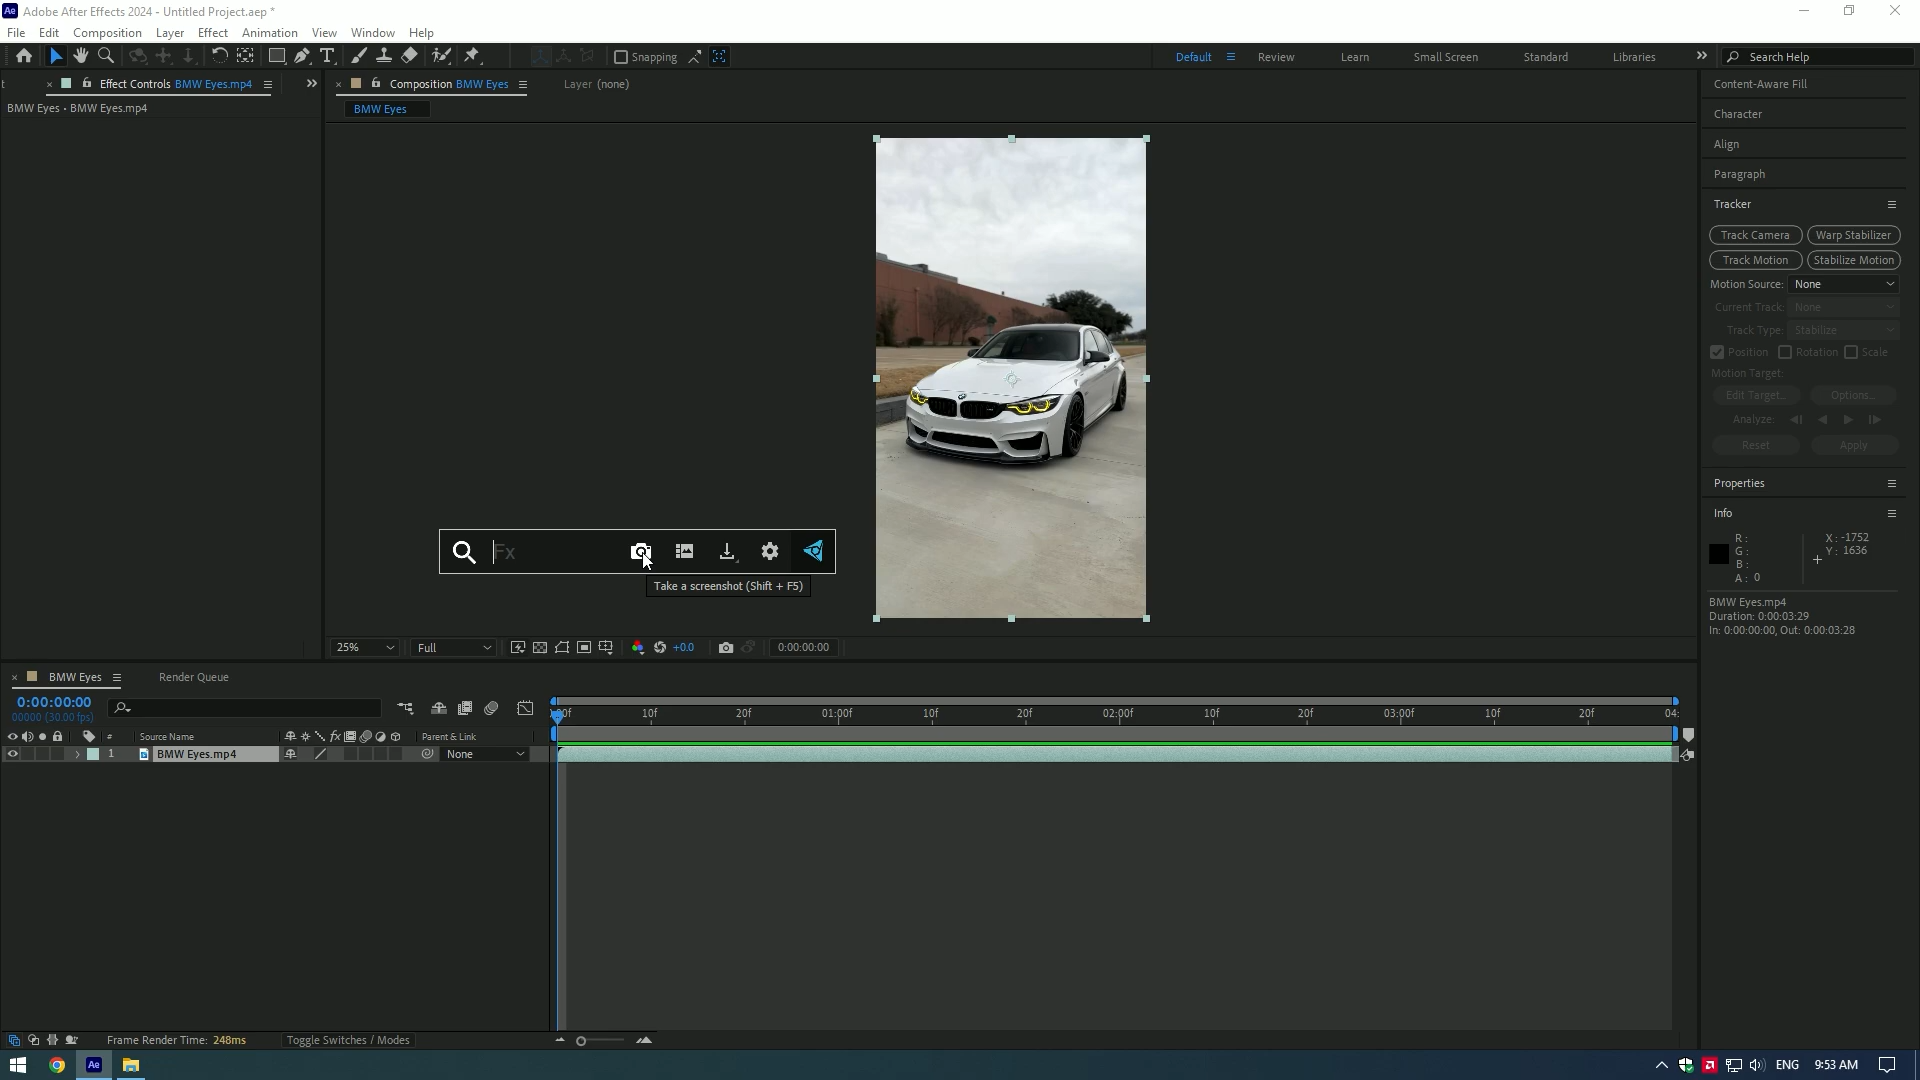 Adobe After Effects 2024 - Untitled Project.aep *
File Edit Composition Layer Effect Animation View Window Help
Snapping
Default Review Learn Small Screen Standard Libraries Search Help
Effect Controls BMW Eyes.mp4
Composition BMW Eyes
Layer (none)
BMW Eyes • BMW Eyes.mp4
BMW Eyes
Content-Aware Fill
Character
Align
Paragraph
Tracker
Track Camera Warp Stabilizer
Track Motion Stabilize Motion
Motion Source: None
Current Track: None
Track Type: Stabilize
Position Rotation Scale
Motion Target:
Edit Target... Options...
Analyze:
Reset Apply
Properties
Info
R:
G:
B:
A: 0
X: -1752
Y: 1636
BMW Eyes.mp4
Duration: 0:00:03:29
In: 0:00:00:00, Out: 0:00:03:28
Fx
Take a screenshot (Shift + F5)
25% Full +0.0 0:00:00:00
BMW Eyes Render Queue
0:00:00:00
00000 (30.00 fps)
:00f 10f 20f 01:00f 10f 20f 02:00f 10f 20f 03:00f 10f 20f 04:
# Source Name fx Parent & Link
1 BMW Eyes.mp4 None
Frame Render Time: 248ms Toggle Switches / Modes
Ae ENG 9:53 AM